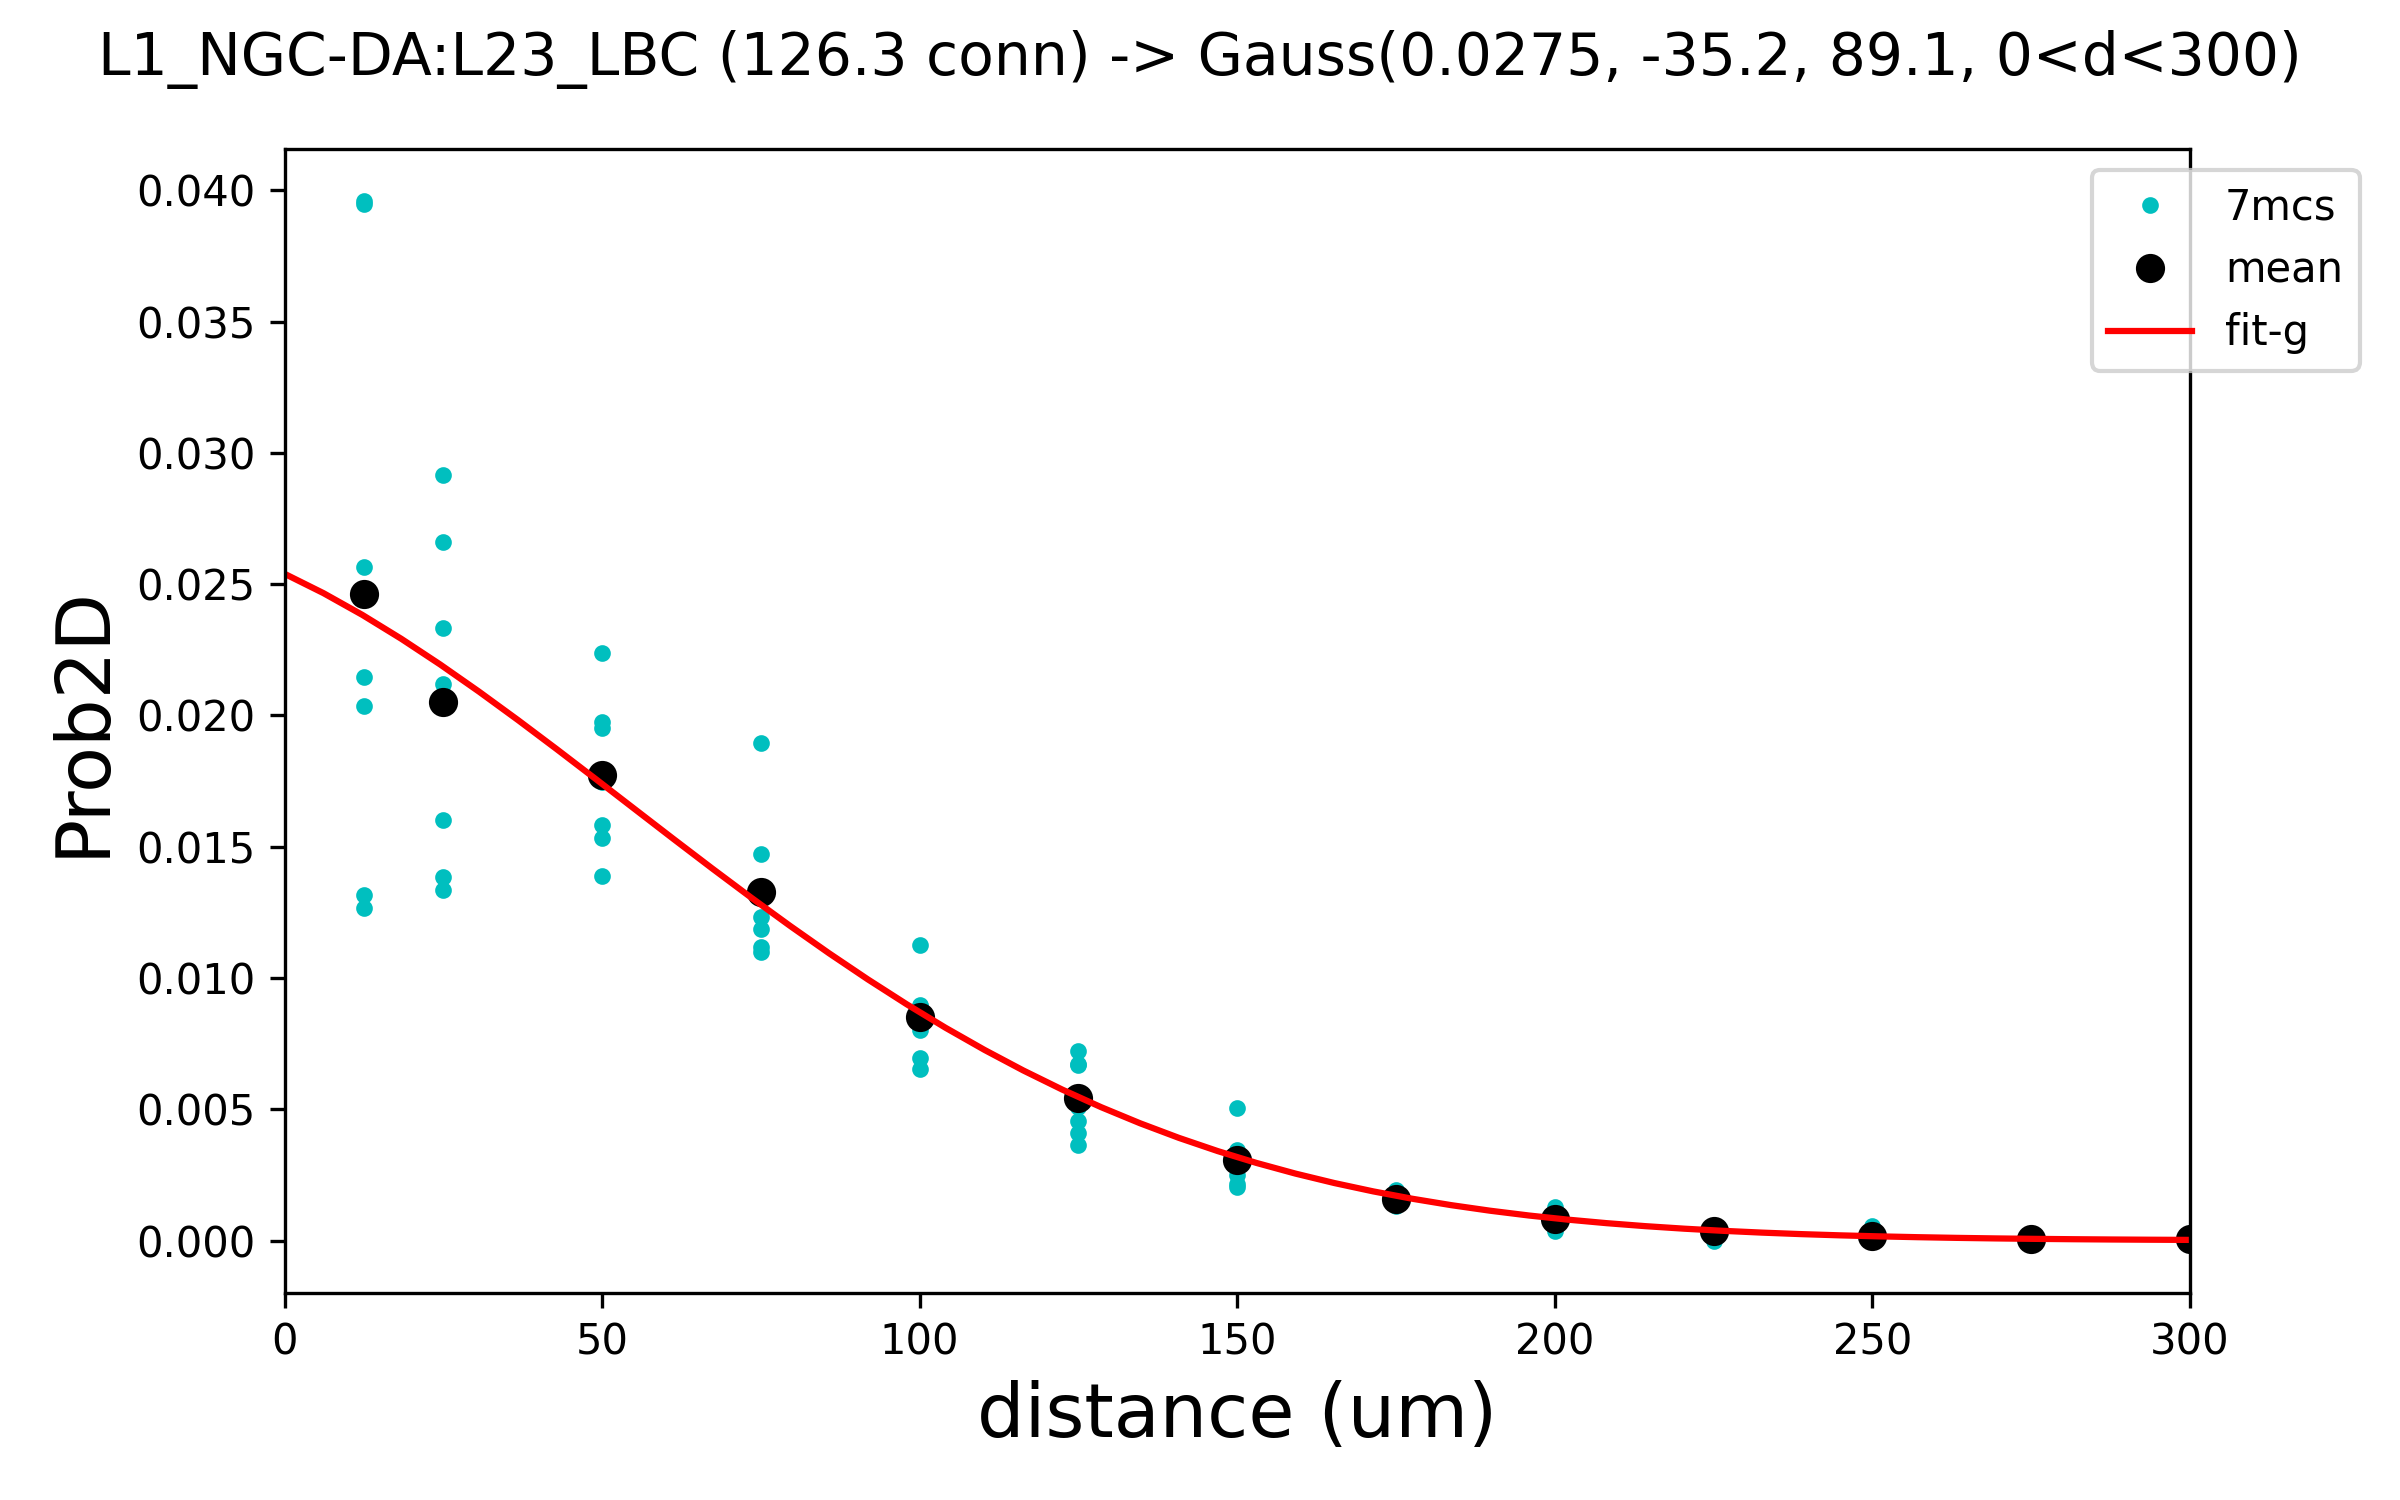 L1_NGC-DA:L23_LBC (126.3 conn) -> Gauss(0.0275, -35.2, 89.1, 0<d<300)
7mcs
mean
fit-g
Prob2D
0.040
0.035
0.030
0.025
0.020
0.015
0.010
0.005
0.000
0 50 100 150 200 250 300
distance (um)